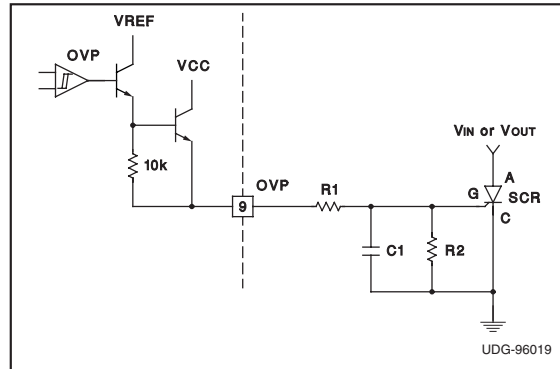 VREF
OVP
VCC
VIN or VOUT
10k
9
OVP
R1
G
A
SCR
C
C1
R2
UDG-96019